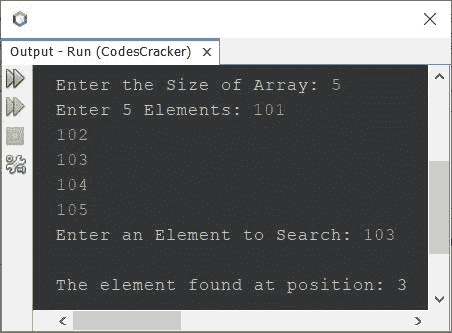 Output - Run (CodesCracker)
Enter the Size of Array: 5
Enter 5 Elements: 101
102
103
104
105
Enter an Element to Search: 103
The element found at position: 3